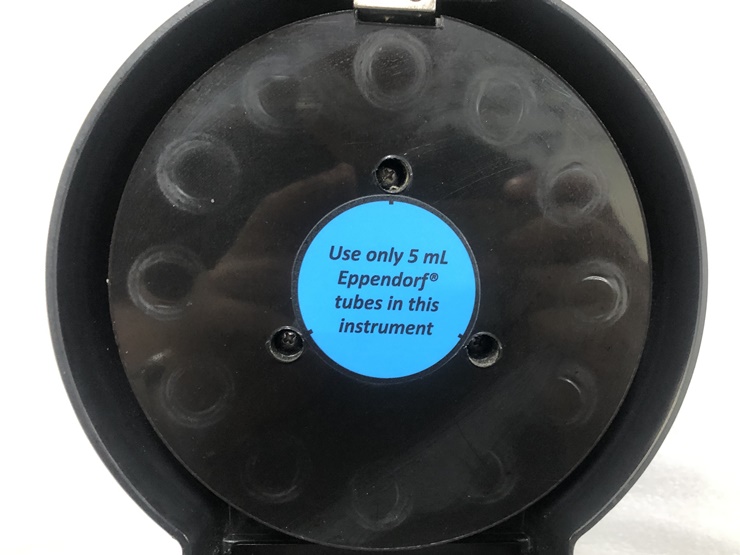 Use only 5 mL
Eppendorf®
tubes in this
instrument